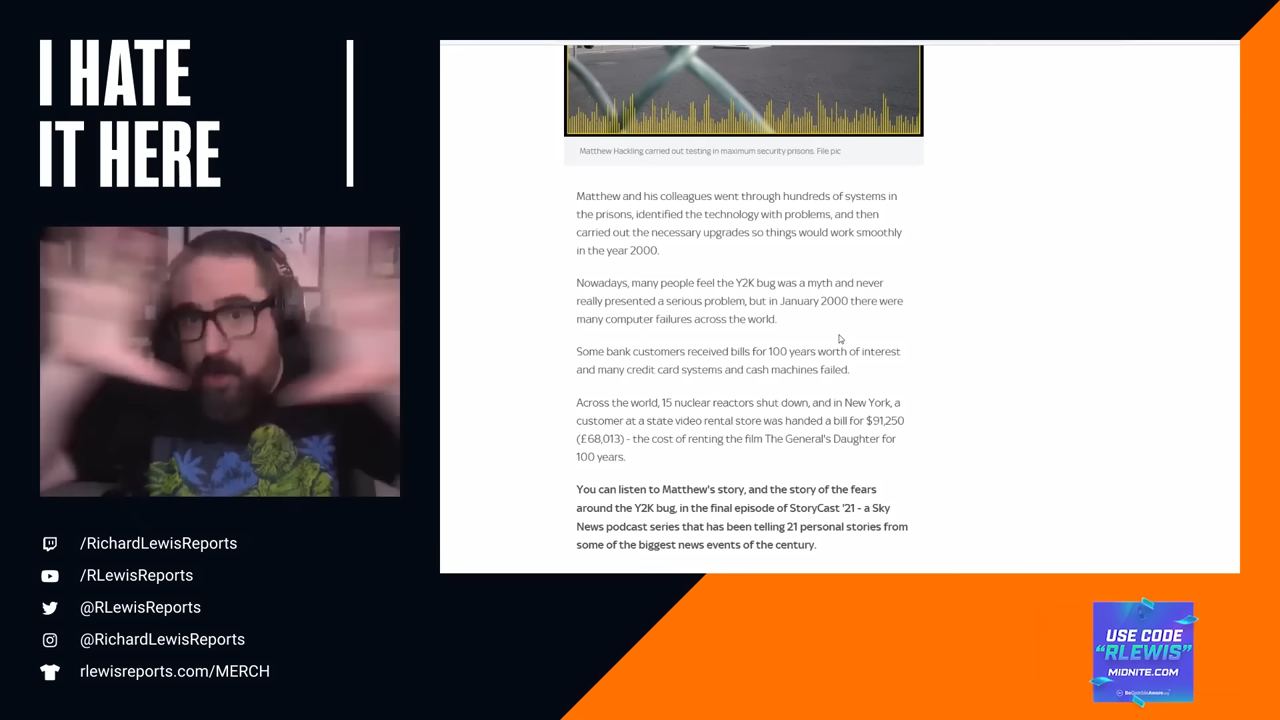 I HATE
IT HERE
/RichardLewisReports
/RLewisReports
@RLewisReports
@RichardLewisReports
rlewisreports.com/MERCH
Matthew Hackling carried out testing in maximum security prisons. File pic
Matthew and his colleagues went through hundreds of systems in
the prisons, identified the technology with problems, and then
carried out the necessary upgrades so things would work smoothly
in the year 2000.
Nowadays, many people feel the Y2K bug was a myth and never
really presented a serious problem, but in January 2000 there were
many computer failures across the world.
Some bank customers received bills for 100 years worth of interest
and many credit card systems and cash machines failed.
Across the world, 15 nuclear reactors shut down, and in New York, a
customer at a state video rental store was handed a bill for $91,250
(£68,013) - the cost of renting the film The General's Daughter for
100 years.
You can listen to Matthew's story, and the story of the fears
around the Y2K bug, in the final episode of StoryCast '21 - a Sky
News podcast series that has been telling 21 personal stories from
some of the biggest news events of the century.
USE CODE
"RLEWIS"
MIDNITE.COM
BeGambleAware.org